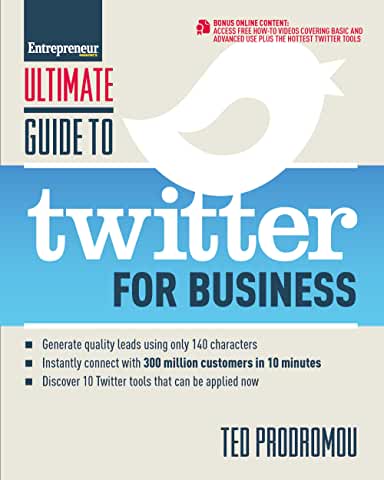 Entrepreneur
BONUS ONLINE CONTENT:
ACCESS FREE HOW-TO VIDEOS COVERING BASIC AND
ADVANCED USE PLUS THE HOTTEST TWITTER TOOLS
ULTIMATE
GUIDE TO
twitter
FOR BUSINESS
Generate quality leads using only 140 characters
Instantly connect with 300 million customers in 10 minutes
Discover 10 Twitter tools that can be applied now
TED PRODROMOU